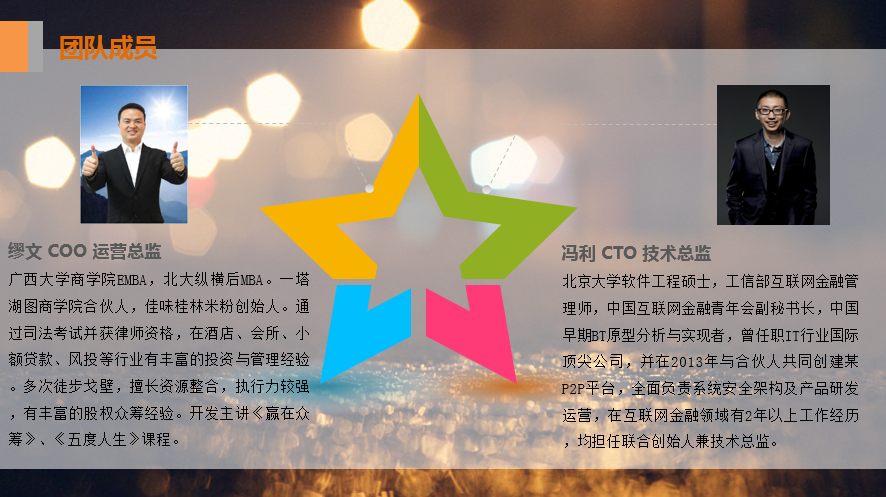 团队成员
缪文 COO 运营总监
广西大学商学院EMBA，北大纵横后MBA。一塔
湖图商学院合伙人，佳味桂林米粉创始人。通
过司法考试并获律师资格，在酒店、会所、小
额贷款、风投等行业有丰富的投资与管理经验
。多次徒步戈壁，擅长资源整合，执行力较强
，有丰富的股权众筹经验。开发主讲《赢在众
筹》、《五度人生》课程。
冯利 CTO 技术总监
北京大学软件工程硕士，工信部互联网金融管
理师，中国互联网金融青年会副秘书长，中国
早期BT原型分析与实现者，曾任职IT行业国际
顶尖公司，并在2013年与合伙人共同创建某
P2P平台，全面负责系统安全架构及产品研发
运营，在互联网金融领域有2年以上工作经历
，均担任联合创始人兼技术总监。